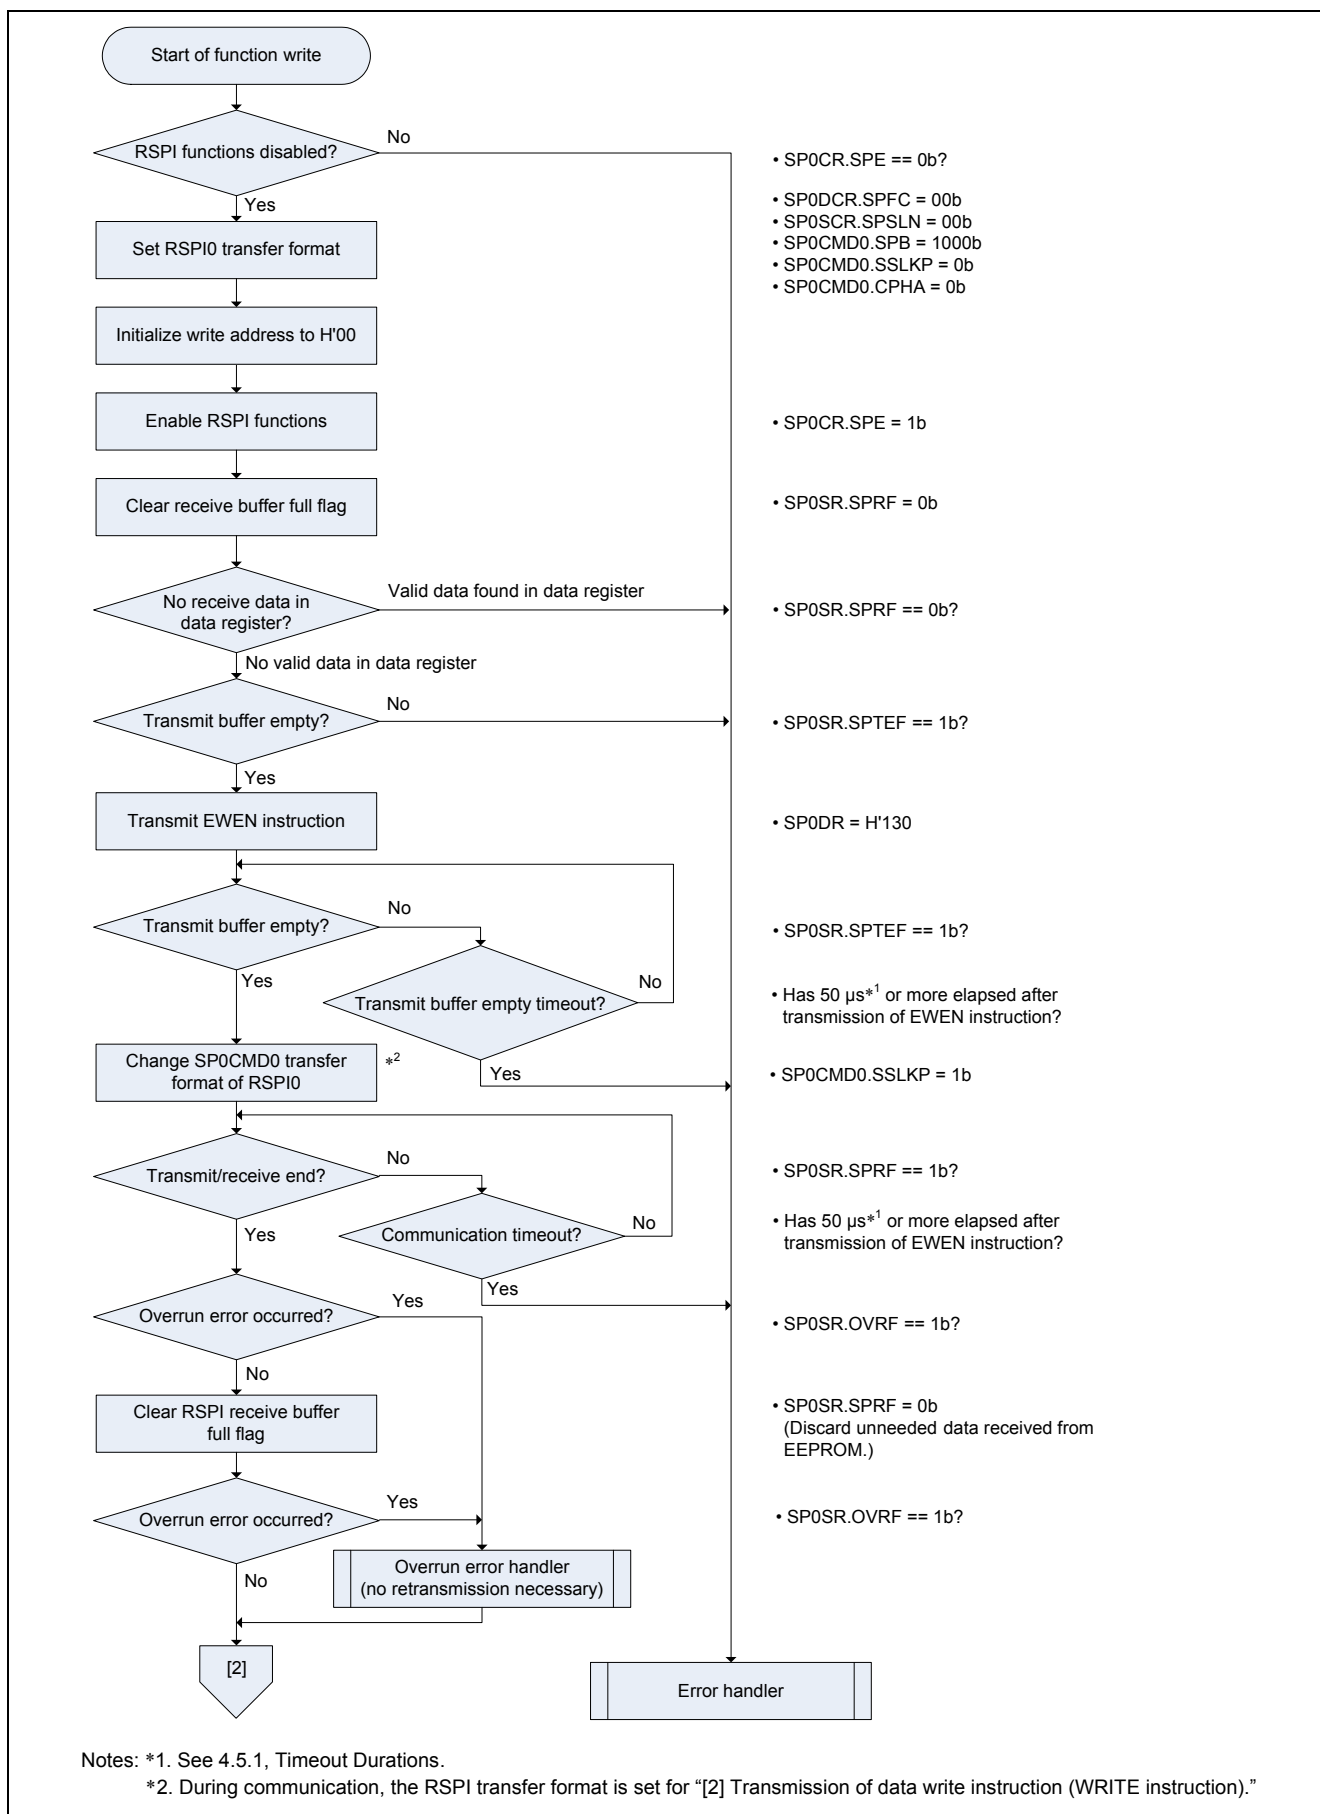 Start of function write
No
RSPI functions disabled?
• SP0CR.SPE == 0b?
Yes
• SP0DCR.SPFC = 00b
• SP0SCR.SPSLN = 00b
Set RSPI0 transfer format
• SP0CMD0.SPB = 1000b
• SP0CMD0.SSLKP = 0b
• SP0CMD0.CPHA = 0b
Initialize write address to H'00
Enable RSPI functions
• SP0CR.SPE = 1b
Clear receive buffer full flag
• SP0SR.SPRF = 0b
Valid data found in data register
No receive data in
data register?
• SP0SR.SPRF == 0b?
No valid data in data register
No
Transmit buffer empty?
• SP0SR.SPTEF == 1b?
Yes
Transmit EWEN instruction
• SP0DR = H'130
No
Transmit buffer empty?
• SP0SR.SPTEF == 1b?
Yes
No
Transmit buffer empty timeout?
• Has 50 µs*1 or more elapsed after
transmission of EWEN instruction?
Change SP0CMD0 transfer
format of RSPI0
*2
Yes
• SP0CMD0.SSLKP = 1b
No
Transmit/receive end?
• SP0SR.SPRF == 1b?
Yes
No
Communication timeout?
• Has 50 µs*1 or more elapsed after
transmission of EWEN instruction?
Yes
Yes
Overrun error occurred?
• SP0SR.OVRF == 1b?
No
Clear RSPI receive buffer
full flag
• SP0SR.SPRF = 0b
(Discard unneeded data received from
EEPROM.)
Yes
Overrun error occurred?
• SP0SR.OVRF == 1b?
No
Overrun error handler
(no retransmission necessary)
[2]
Error handler
Notes: *1. See 4.5.1, Timeout Durations.
*2. During communication, the RSPI transfer format is set for “[2] Transmission of data write instruction (WRITE instruction).”